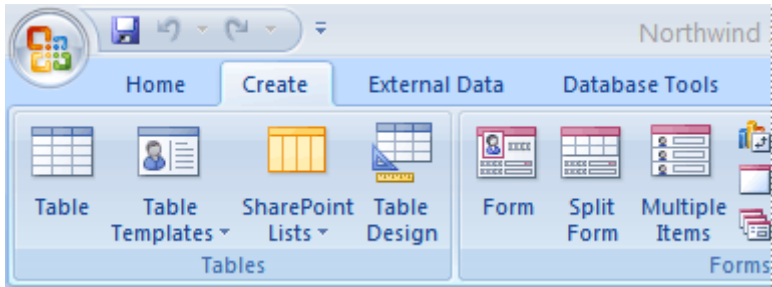 Northwind
Home Create External Data Database Tools
Table Table Templates SharePoint Lists Table Design Form Split Form Multiple Items
Tables Forms